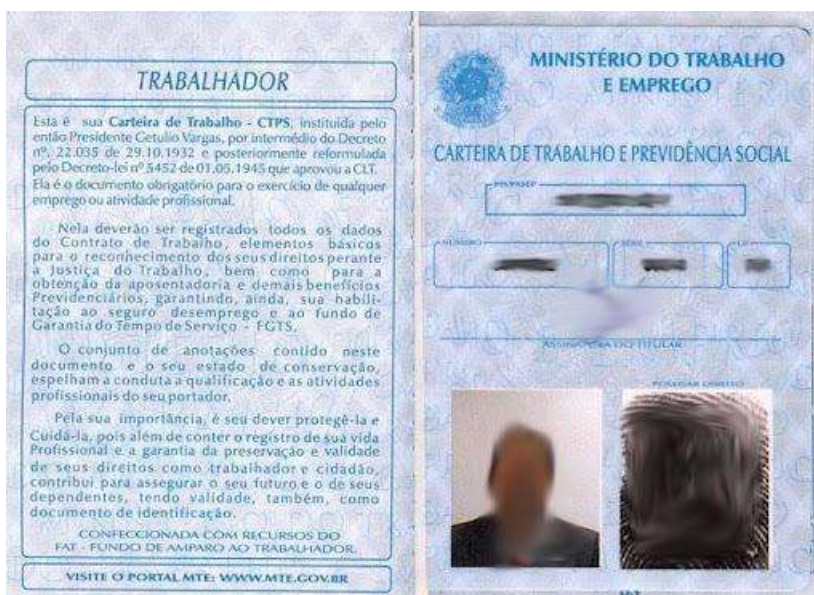 TRABALHADOR
Esta é sua Carteira de Trabalho - CTPS, instituida pelo
então Presidente Getulio Vargas, por intermédio do Decreto
nº. 22.035 de 29.10.1932 e posteriormente reformulada
pelo Decreto-lei nº 5452 de 01.05.1945 que aprovou a CLT.
Ela é o documento obrigatório para o exercício de qualquer
emprego ou atividade profissional.
Nela deverão ser registrados todos os dados
do Contrato de Trabalho, elementos básicos
para o reconhecimento dos seus direitos perante
a Justiça do Trabalho, bem como para a
obtenção da aposentadoria e demais benefícios
Previdenciários, garantindo, ainda, sua habili-
tação ao seguro desemprego e ao fundo de
Garantia do Tempo de Serviço - FGTS.
O conjunto de anotações contido neste
documento e o seu estado de conservação,
espelham a conduta a qualificação e as atividades
profissionais do seu portador.
Pela sua importância, é seu dever protegê-la e
Cuidá-la, pois além de conter o registro de sua vida
Profissional e a garantia da preservação e validade
de seus direitos como trabalhador e cidadão,
contribui para assegurar o seu futuro e o de seus
dependentes, tendo validade, também, como
documento de identificação.
CONFECCIONADA COM RECURSOS DO
FAT - FUNDO DE AMPARO AO TRABALHADOR.
VISITE O PORTAL MTE: WWW.MTE.GOV.BR
MINISTÉRIO DO TRABALHO
E EMPREGO
CARTEIRA DE TRABALHO E PREVIDÊNCIA SOCIAL
PIS/PASEP
NÚMERO SÉRIE UF
ASSINATURA DO TITULAR
POLEGAR DIREITO